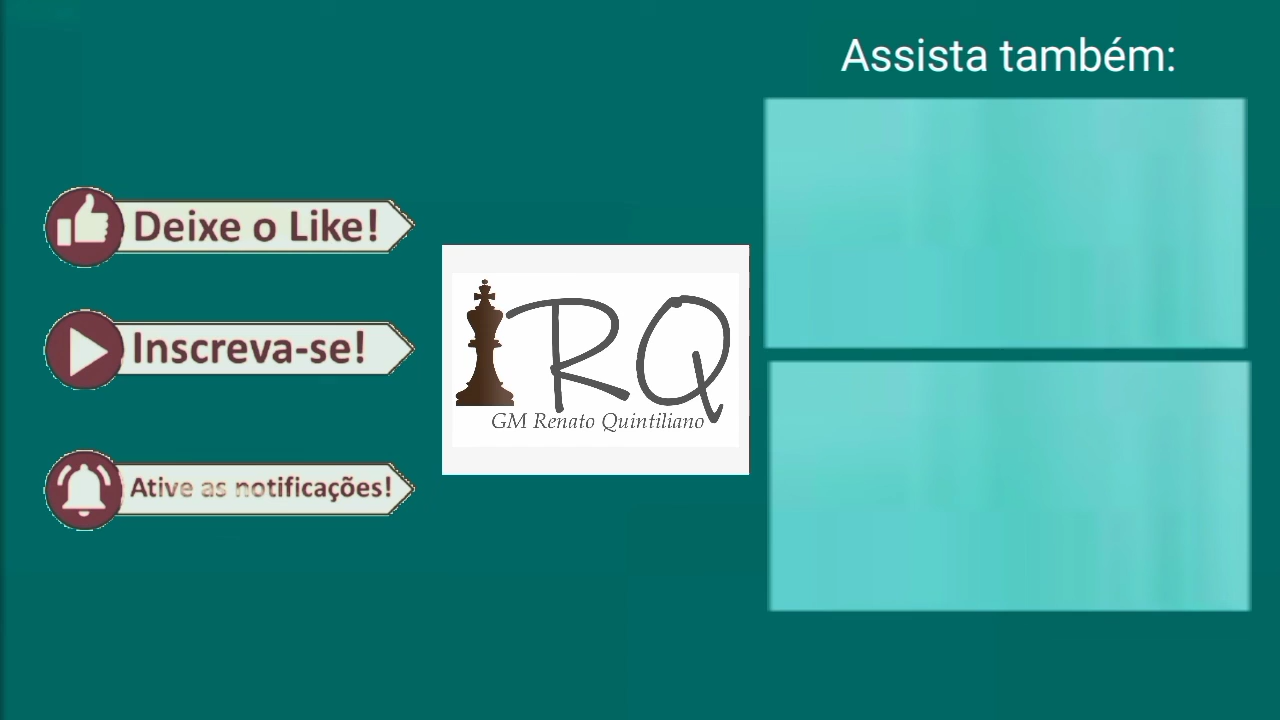 Assista também:
Deixe o Like!
Inscreva-se!
Ative as notificações!
RQ
GM Renato Quintiliano